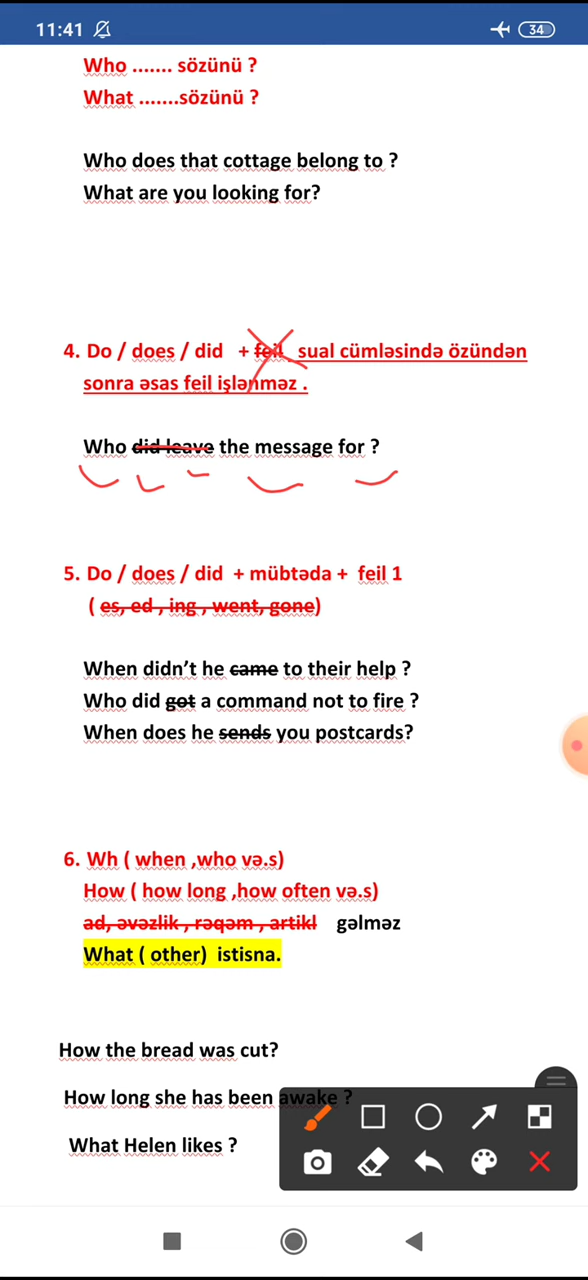 11:41
34
Who ....... sözünü ?
What .......sözünü ?
Who does that cottage belong to ?
What are you looking for?
4. Do / does / did + feil sual cümləsində özündən
sonra əsas feil işlənməz .
Who did leave the message for ?
5. Do / does / did + mübtəda + feil 1
( es, ed , ing , went, gone)
When didn’t he came to their help ?
Who did got a command not to fire ?
When does he sends you postcards?
6. Wh ( when ,who və.s)
How ( how long ,how often və.s)
ad, əvəzlik , rəqəm , artikl gəlməz
What ( other) istisna.
How the bread was cut?
How long she has been awake ?
What Helen likes ?